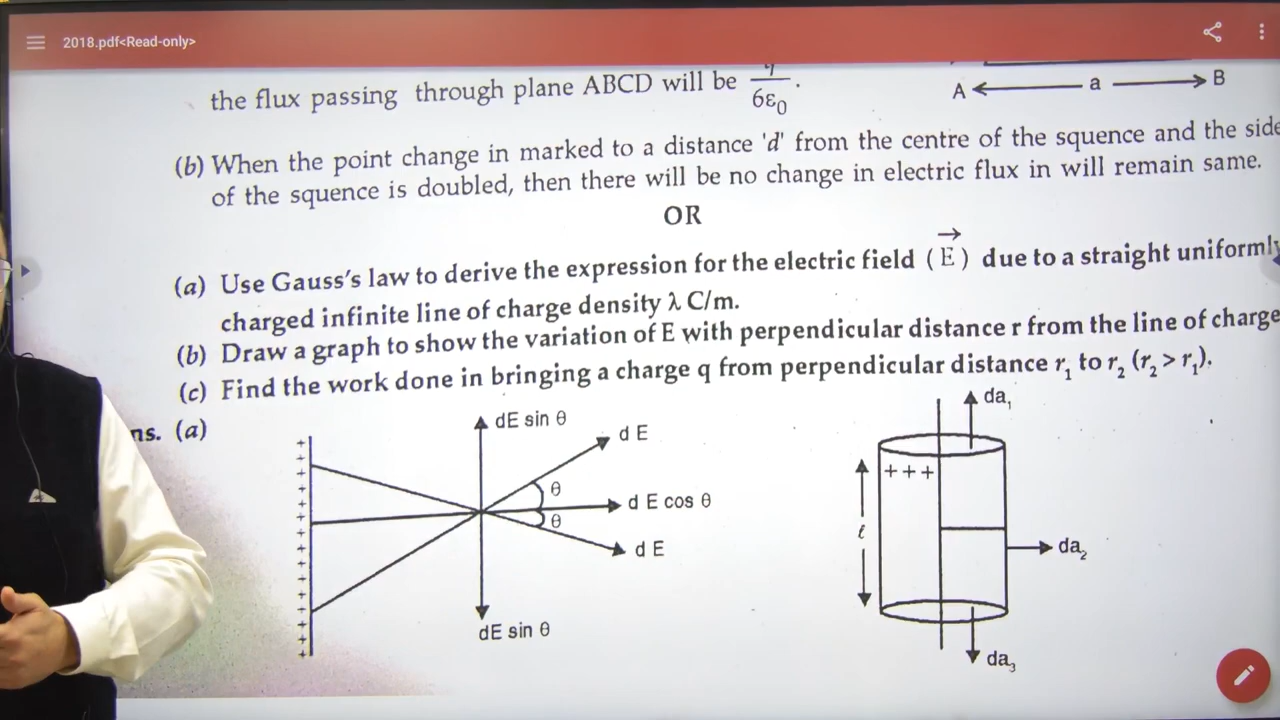 2018.pdf<Read-only>
the flux passing through plane ABCD will be q/6ε₀ .
A a B
(b) When the point change in marked to a distance 'd' from the centre of the squence and the side
of the squence is doubled, then there will be no change in electric flux in will remain same.
OR
(a) Use Gauss's law to derive the expression for the electric field (E⃗) due to a straight uniformly
charged infinite line of charge density λ C/m.
(b) Draw a graph to show the variation of E with perpendicular distance r from the line of charge
(c) Find the work done in bringing a charge q from perpendicular distance r₁ to r₂ (r₂ > r₁).
ns. (a)
dE sin θ
d E
θ
d E cos θ
θ
d E
dE sin θ
da₁
+++
ℓ
da₂
da₃